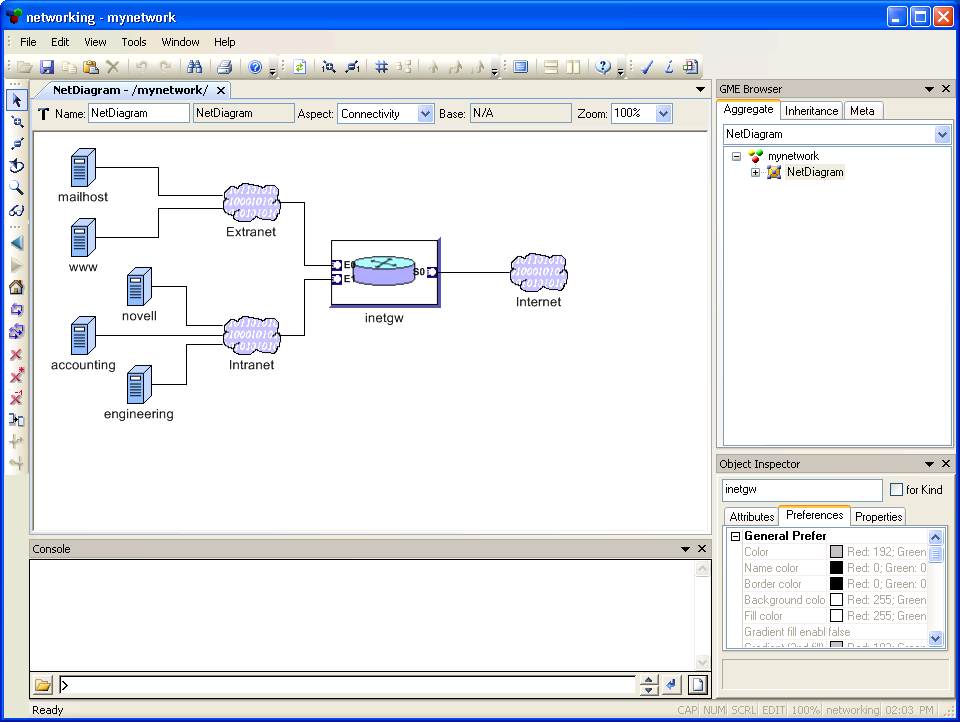 networking - mynetwork
File Edit View Tools Window Help
NetDiagram - /mynetwork/
Name: NetDiagram NetDiagram Aspect: Connectivity Base: N/A Zoom: 100%
mailhost
www
novell
accounting
engineering
Extranet
Intranet
E0
E1
S0
inetgw
Internet
GME Browser
Aggregate Inheritance Meta
NetDiagram
mynetwork
NetDiagram
Object Inspector
inetgw for Kind
Attributes Preferences Properties
General Prefer
Color Red: 192; Green
Name color Red: 0; Green: 0
Border color Red: 0; Green: 0
Background colo Red: 255; Green
Fill color Red: 255; Green
Gradient fill enabl false
Console
>
Ready
CAP NUM SCRL EDIT 100% networking 02:03 PM